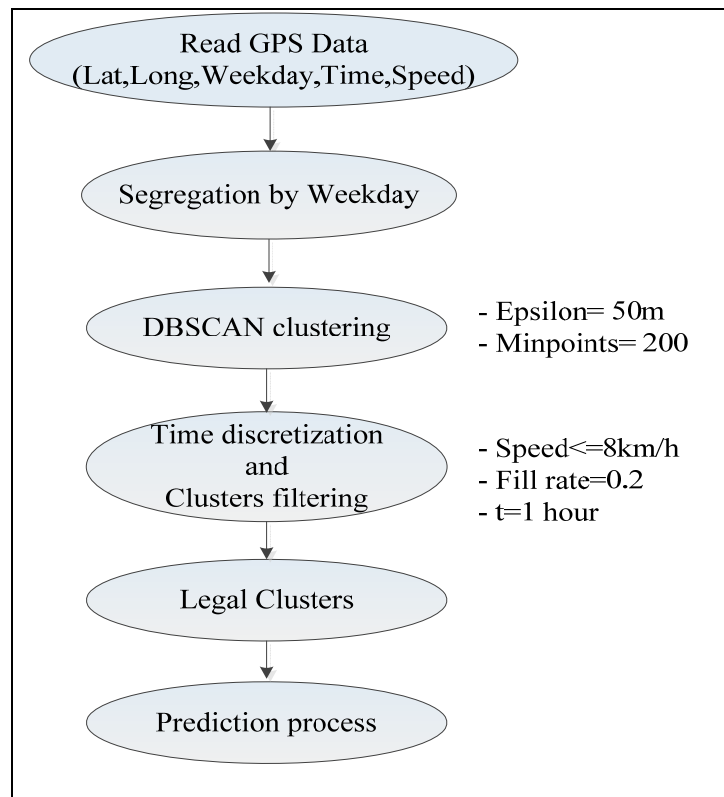 Read GPS Data
(Lat,Long,Weekday,Time,Speed)
Segregation by Weekday
DBSCAN clustering
- Epsilon= 50m
- Minpoints= 200
Time discretization
and
Clusters filtering
- Speed<=8km/h
- Fill rate=0.2
- t=1 hour
Legal Clusters
Prediction process